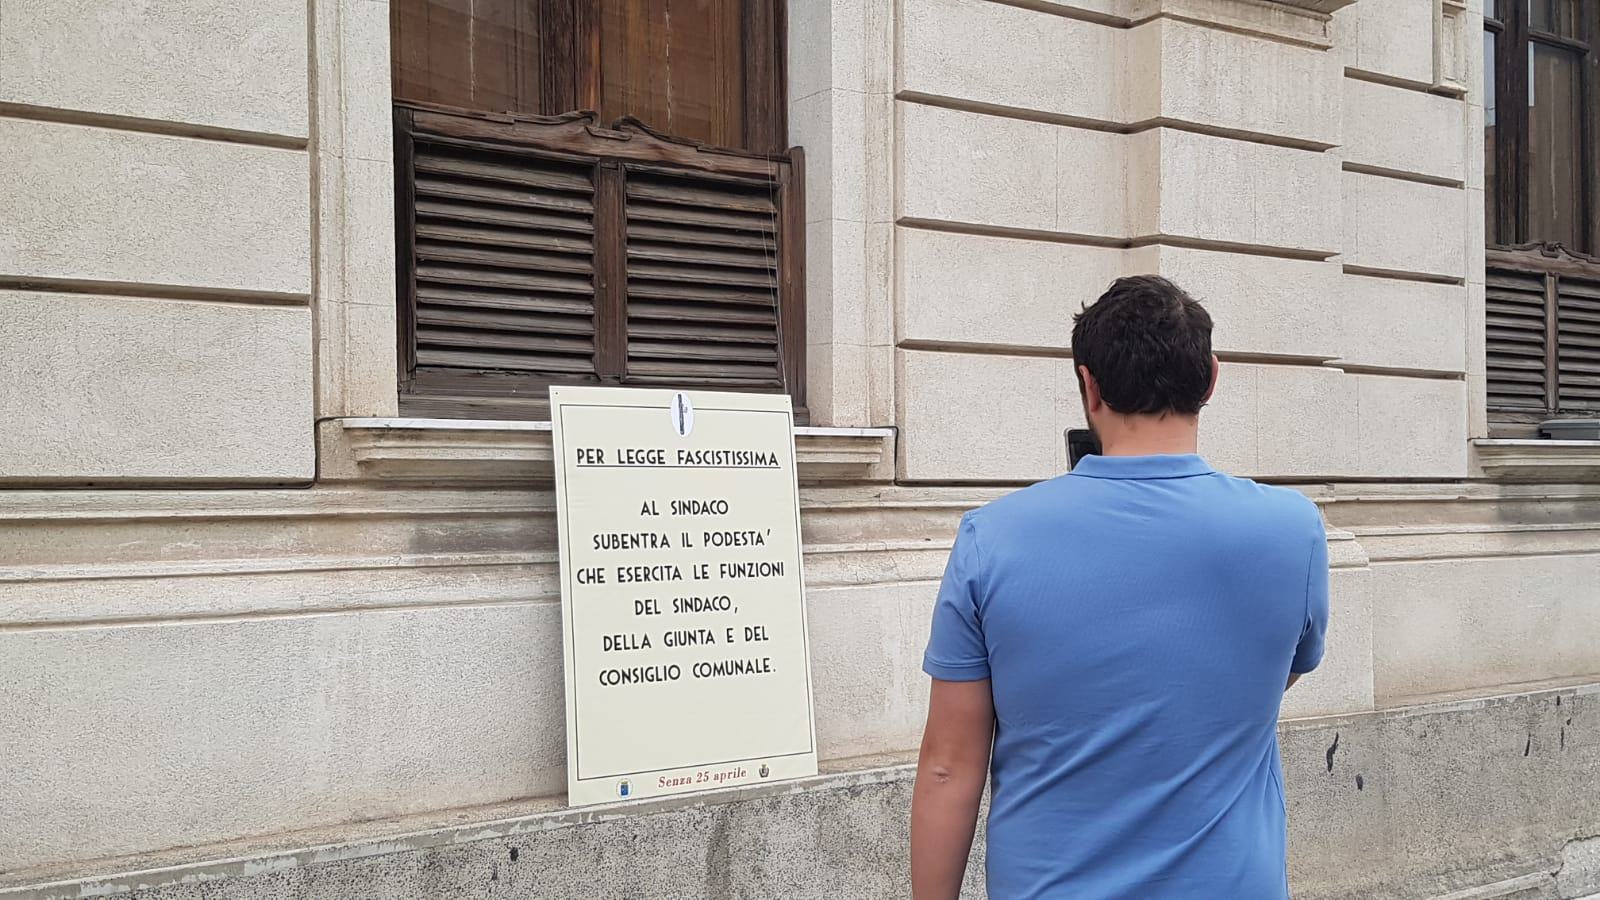 PER LEGGE FASCISTISSIMA
AL SINDACO
SUBENTRA IL PODESTA'
CHE ESERCITA LE FUNZIONI
DEL SINDACO,
DELLA GIUNTA E DEL
CONSIGLIO COMUNALE.
Senza 25 aprile